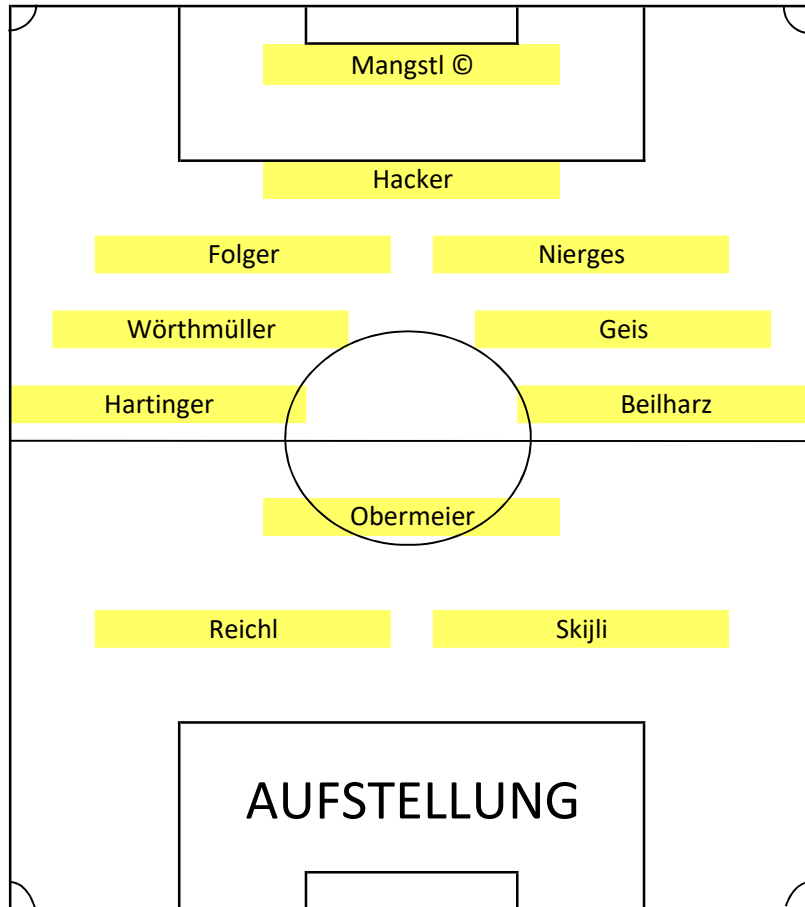 Mangstl ©
Hacker
Folger Nierges
Wörthmüller Geis
Hartinger Beilharz
Obermeier
Reichl Skijli
AUFSTELLUNG